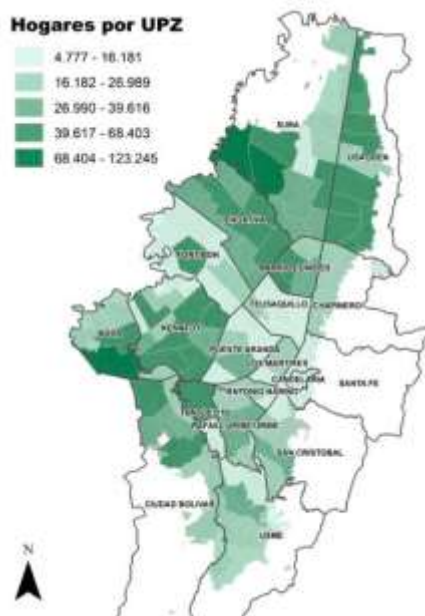 Hogares por UPZ
4.777 - 16.181
16.182 - 26.989
26.990 - 39.616
39.617 - 68.403
68.404 - 123.245
SUBA
USAQUEN
ENGATIVA
FONTIBON
BARRIOS UNIDOS
TEUSAQUILLO
CHAPINERO
BOSA
KENNEDY
PUENTE ARANDA
LOS MARTIRES
CANDELARIA
SANTA FE
ANTONIO NARIÑO
TUNJUELITO
RAFAEL URIBE URIBE
SAN CRISTOBAL
CIUDAD BOLIVAR
USME
N